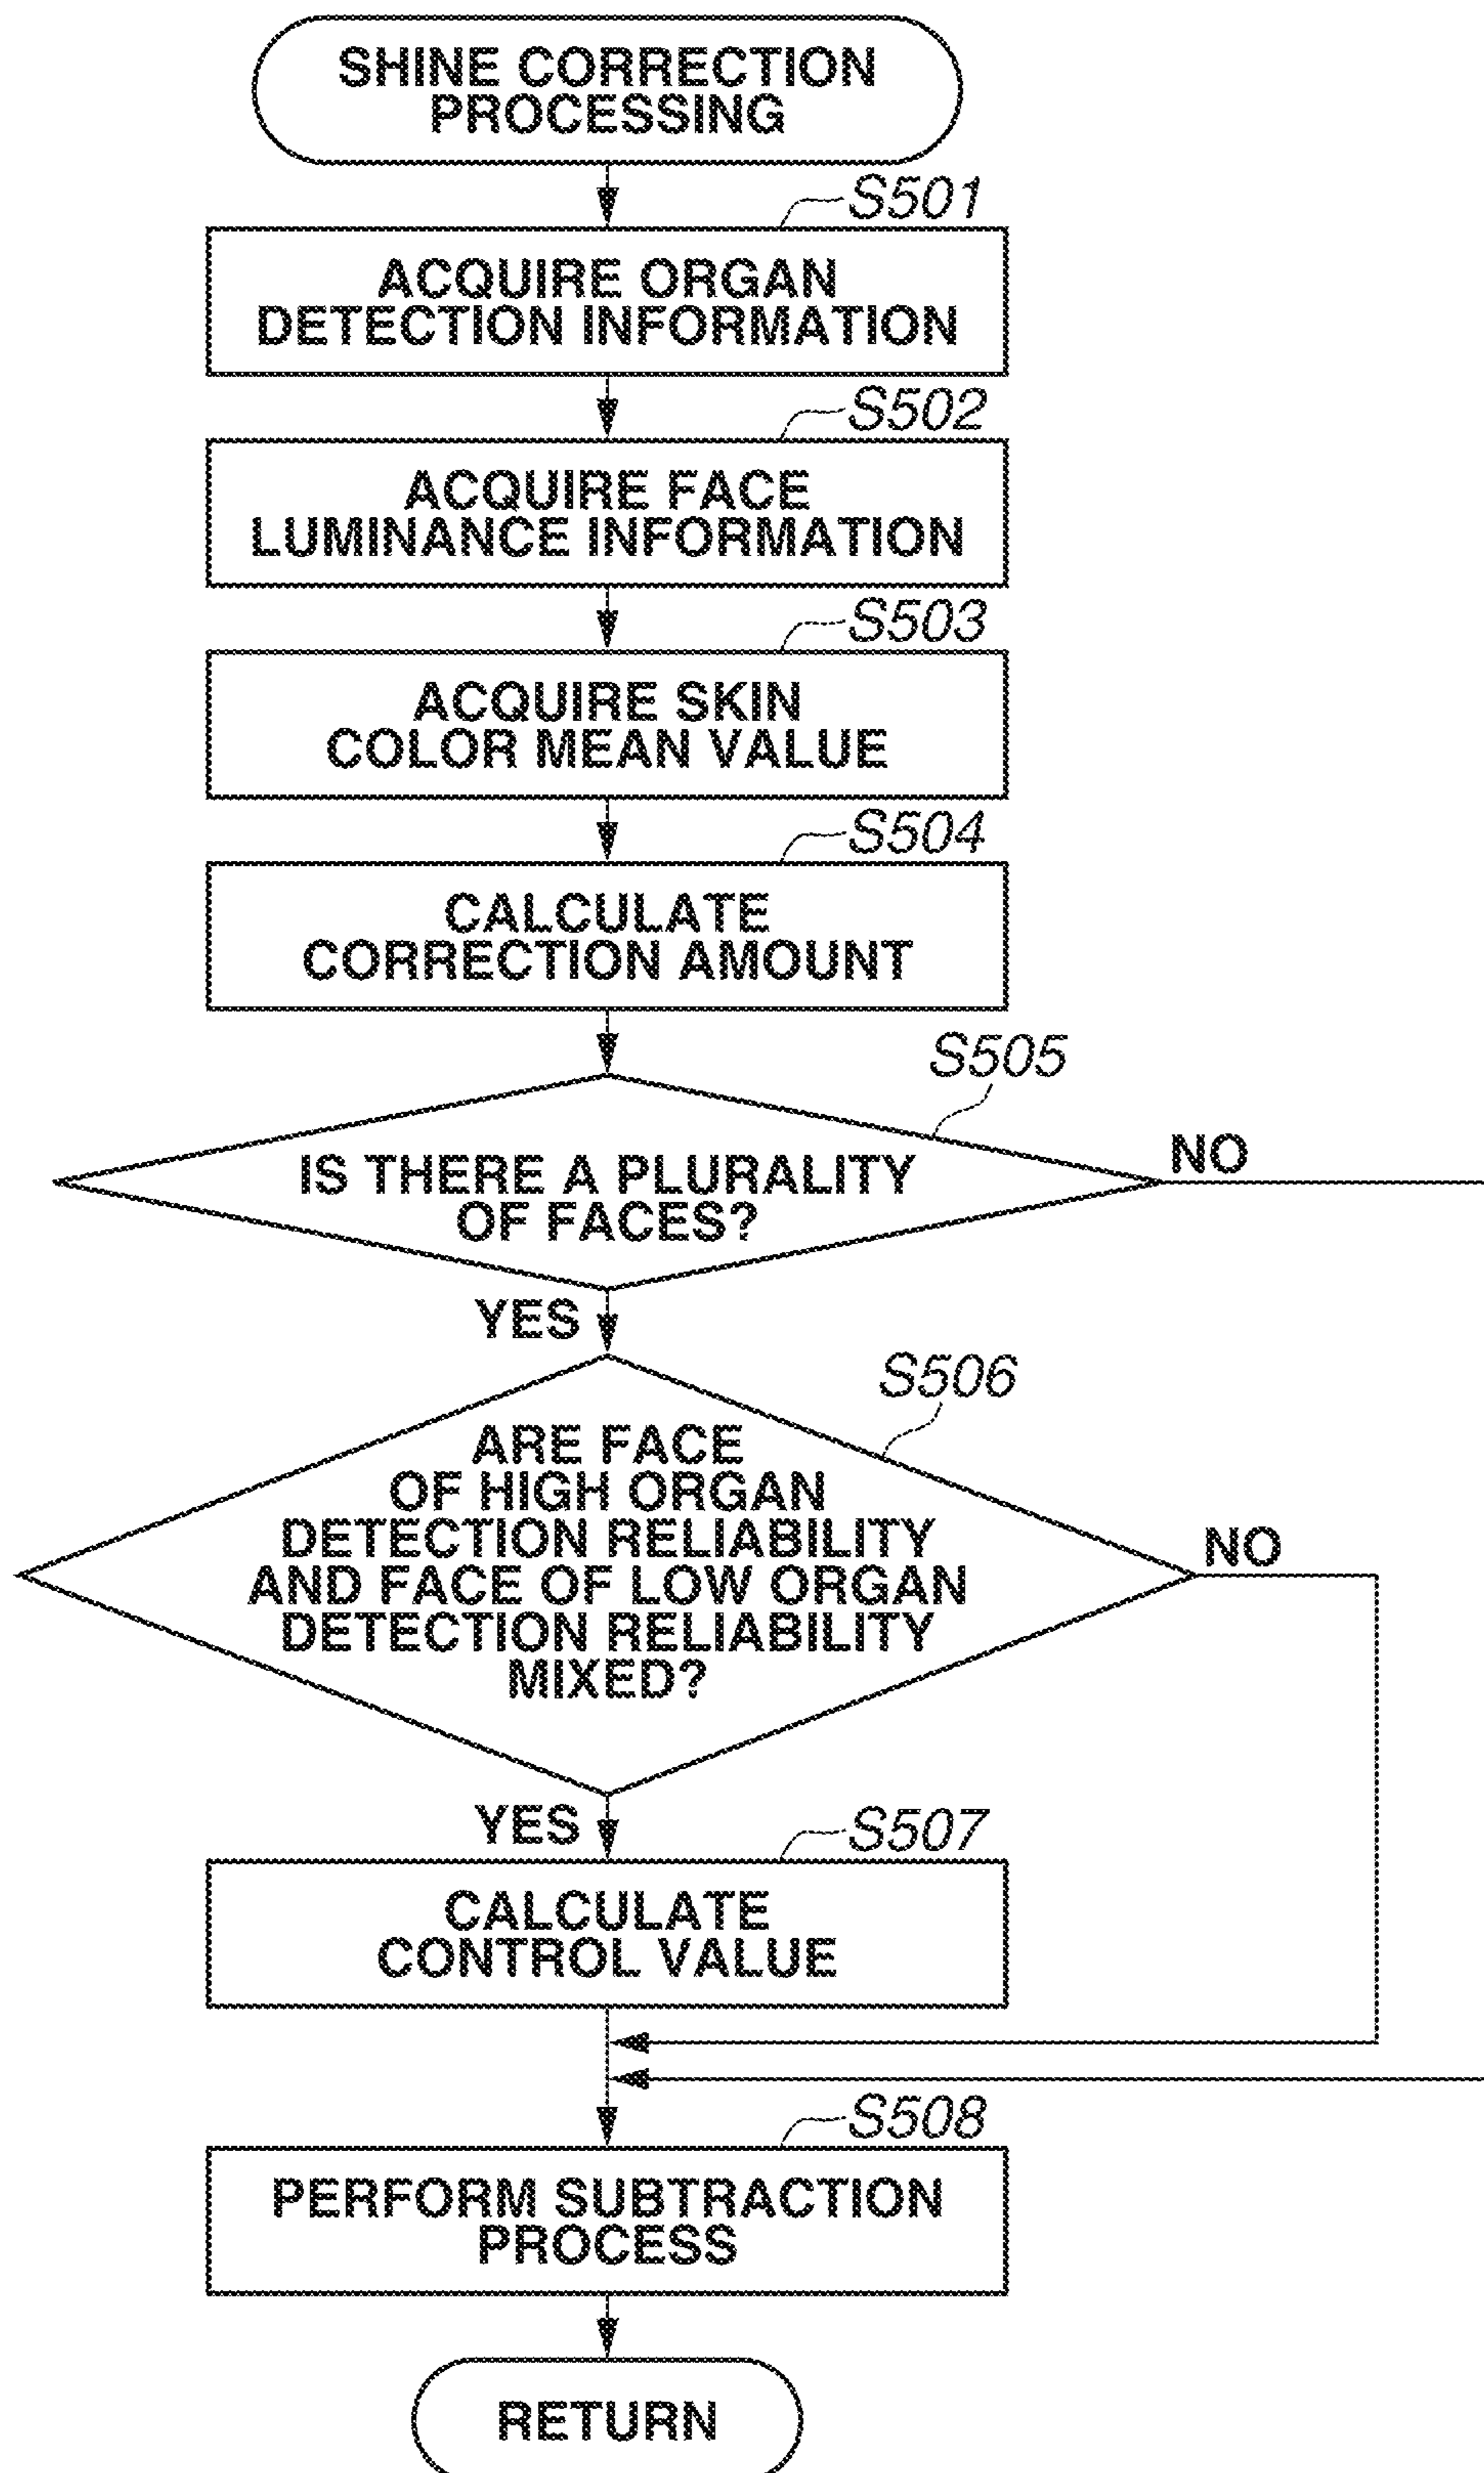 SHINE CORRECTION
PROCESSING
S501
ACQUIRE ORGAN
DETECTION INFORMATION
S502
ACQUIRE FACE
LUMINANCE INFORMATION
S503
ACQUIRE SKIN
COLOR MEAN VALUE
S504
CALCULATE
CORRECTION AMOUNT
S505
IS THERE A PLURALITY
OF FACES?
NO
YES
S506
ARE FACE
OF HIGH ORGAN
DETECTION RELIABILITY
AND FACE OF LOW ORGAN
DETECTION RELIABILITY
MIXED?
NO
YES
S507
CALCULATE
CONTROL VALUE
S508
PERFORM SUBTRACTION
PROCESS
RETURN